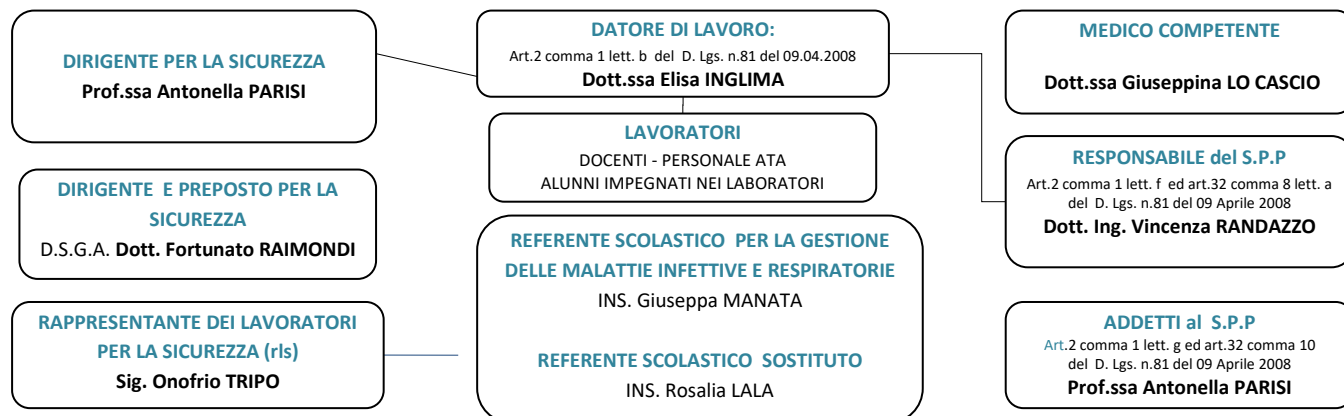 DIRIGENTE PER LA SICUREZZA
Prof.ssa Antonella PARISI
DIRIGENTE E PREPOSTO PER LA
SICUREZZA
D.S.G.A. Dott. Fortunato RAIMONDI
RAPPRESENTANTE DEI LAVORATORI
PER LA SICUREZZA (rls)
Sig. Onofrio TRIPO
DATORE DI LAVORO:
Art.2 comma 1 lett. b del D. Lgs. n.81 del 09.04.2008
Dott.ssa Elisa INGLIMA
LAVORATORI
DOCENTI - PERSONALE ATA
ALUNNI IMPEGNATI NEI LABORATORI
REFERENTE SCOLASTICO PER LA GESTIONE
DELLE MALATTIE INFETTIVE E RESPIRATORIE
INS. Giuseppa MANATA
REFERENTE SCOLASTICO SOSTITUTO
INS. Rosalia LALA
MEDICO COMPETENTE
Dott.ssa Giuseppina LO CASCIO
RESPONSABILE del S.P.P
Art.2 comma 1 lett. f ed art.32 comma 8 lett. a
del D. Lgs. n.81 del 09 Aprile 2008
Dott. Ing. Vincenza RANDAZZO
ADDETTI al S.P.P
Art.2 comma 1 lett. g ed art.32 comma 10
del D. Lgs. n.81 del 09 Aprile 2008
Prof.ssa Antonella PARISI